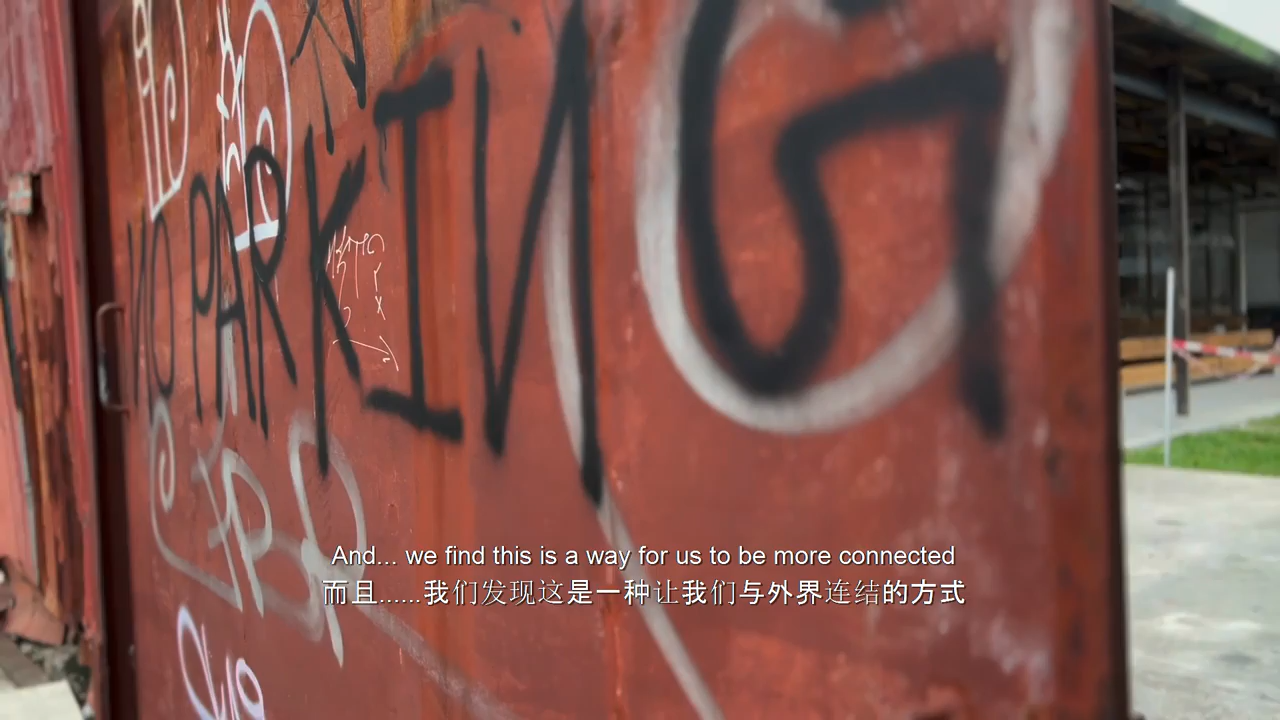 NO PARKING
And... we find this is a way for us to be more connected
而且......我们发现这是一种让我们与外界连结的方式